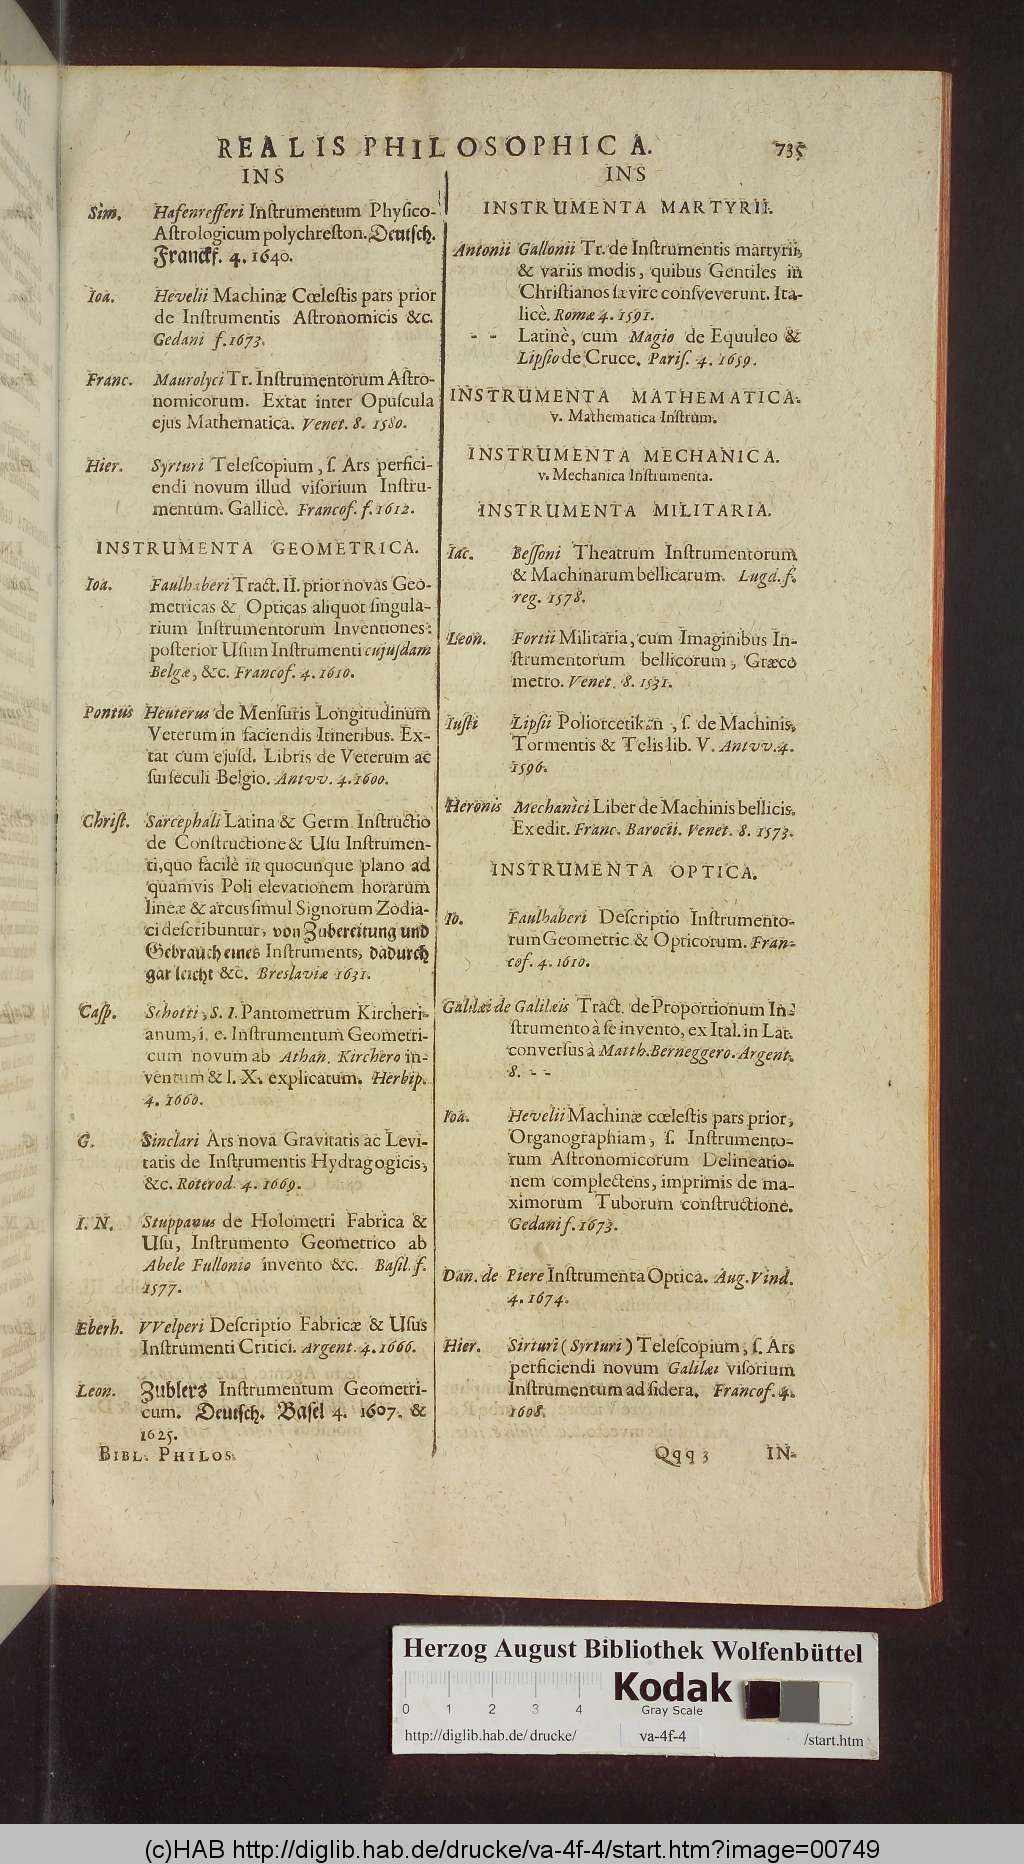 REALIS PHILOSOPHICA. 735
INS
Sim. Hafenrefferi Instrumentum Physico-
Astrologicum polychreston. Deutsch.
Franckf. 4. 1640.
Ioa. Hevelii Machinæ Cœlestis pars prior
de Instrumentis Astronomicis &c.
Gedani f. 1673.
Franc. Maurolyci Tr. Instrumentorum Astro-
nomicorum. Extat inter Opuscula
ejus Mathematica. Venet. 8. 1580.
Hier. Syrturi Telescopium, s. Ars perfici-
endi novum illud visorium Instru-
mentum. Gallicè. Francof. f. 1612.
INSTRUMENTA GEOMETRICA.
Ioa. Faulhaberi Tract. II. prior novas Geo-
metricas & Opticas aliquot singula-
rium Instrumentorum Inventiones:
posterior Usum Instrumenti cujusdam
Belgæ, &c. Francof. 4. 1610.
Pontus Heuterus de Mensuris Longitudinum
Veterum in faciendis Itineribus. Ex-
tat cum ejusd. Libris de Veterum ac
sui seculi Belgio. Antvv. 4. 1600.
Christ. Sarcephali Latina & Germ. Instructio
de Constructione & Usu Instrumen-
ti, quo facilè in quocunque plano ad
quamvis Poli elevationem horarum
lineæ & arcus simul Signorum Zodia-
ci describuntur, von Zubereitung und
Gebrauch eines Instruments, dadurch
gar leicht &c. Breslaviæ 1631.
Casp. Schotti, S. I. Pantometrum Kircheri-
anum, i. e. Instrumentum Geometri-
cum novum ab Athan. Kirchero in-
ventum & l. X. explicatum. Herbip.
4. 1660.
G. Sinclari Ars nova Gravitatis ac Levi-
tatis de Instrumentis Hydragogicis,
&c. Roterod. 4. 1669.
I. N. Stuppanus de Holometri Fabrica &
Usu, Instrumento Geometrico ab
Abele Fullonio invento &c. Basil. f.
1577.
Eberh. VVelperi Descriptio Fabricæ & Usus
Instrumenti Critici. Argent. 4. 1666.
Leon. Zublers Instrumentum Geometri-
cum. Deutsch. Basel 4. 1607. &
1625.
BIBL. PHILOS.
INS
INSTRUMENTA MARTYRII.
Antonii Gallonii Tr. de Instrumentis martyrii,
& variis modis, quibus Gentiles in
Christianos sævire consveverunt. Ita-
licè. Romæ 4. 1591.
- - Latinè, cum Magio de Equuleo &
Lipsio de Cruce. Paris. 4. 1659.
INSTRUMENTA MATHEMATICA.
v. Mathematica Instrum.
INSTRUMENTA MECHANICA.
v. Mechanica Instrumenta.
INSTRUMENTA MILITARIA.
Iac. Bessoni Theatrum Instrumentorum
& Machinarum bellicarum. Lugd. f.
reg. 1578.
Leon. Fortii Militaria, cum Imaginibus In-
strumentorum bellicorum, Græco
metro. Venet. 8. 1531.
Iusti Lipsii Poliorcetikωn, s. de Machinis,
Tormentis & Telis lib. V. Antvv. 4.
1596.
Heronis Mechanici Liber de Machinis bellicis.
Ex edit. Franc. Barocii. Venet. 8. 1573.
INSTRUMENTA OPTICA.
Io. Faulhaberi Descriptio Instrumento-
rum Geometric. & Opticorum. Fran-
cof. 4. 1610.
Galilæi de Galilæis Tract. de Proportionum In-
strumento à se invento, ex Ital. in Lat.
conversus à Matth. Berneggero. Argent.
8. - -
Ioa. Hevelii Machinæ cœlestis pars prior,
Organographiam, s. Instrumento-
rum Astronomicorum Delineatio-
nem complectens, imprimis de ma-
ximorum Tuborum constructione.
Gedani f. 1673.
Dan. de Piere Instrumenta Optica. Aug. Vind.
4. 1674.
Hier. Sirturi (Syrturi) Telescopium, s. Ars
perficiendi novum Galilæi visorium
Instrumentum ad sidera. Francof. 4.
1608.
Qqqq 3 IN-
Herzog August Bibliothek Wolfenbüttel
Kodak
Gray Scale
0 1 2 3 4
http://diglib.hab.de/drucke/ va-4f-4 /start.htm
(c)HAB http://diglib.hab.de/drucke/va-4f-4/start.htm?image=00749